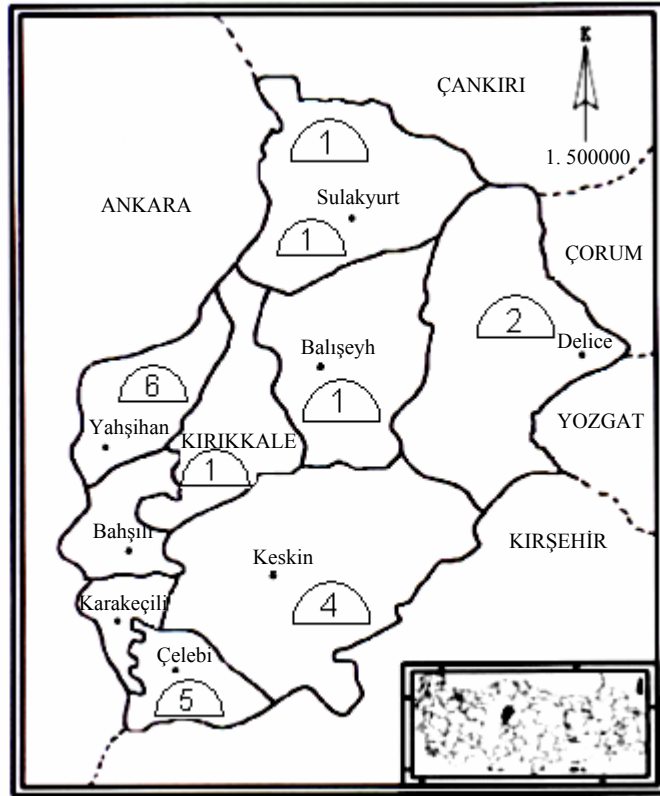 ÇANKIRI
K
1. 500000
1
ANKARA
Sulakyurt
1
ÇORUM
2
Balışeyh
Delice
6
1
YOZGAT
Yahşihan
KIRIKKALE
1
Bahşılı
KIRŞEHİR
Keskin
Karakeçili
4
Çelebi
5